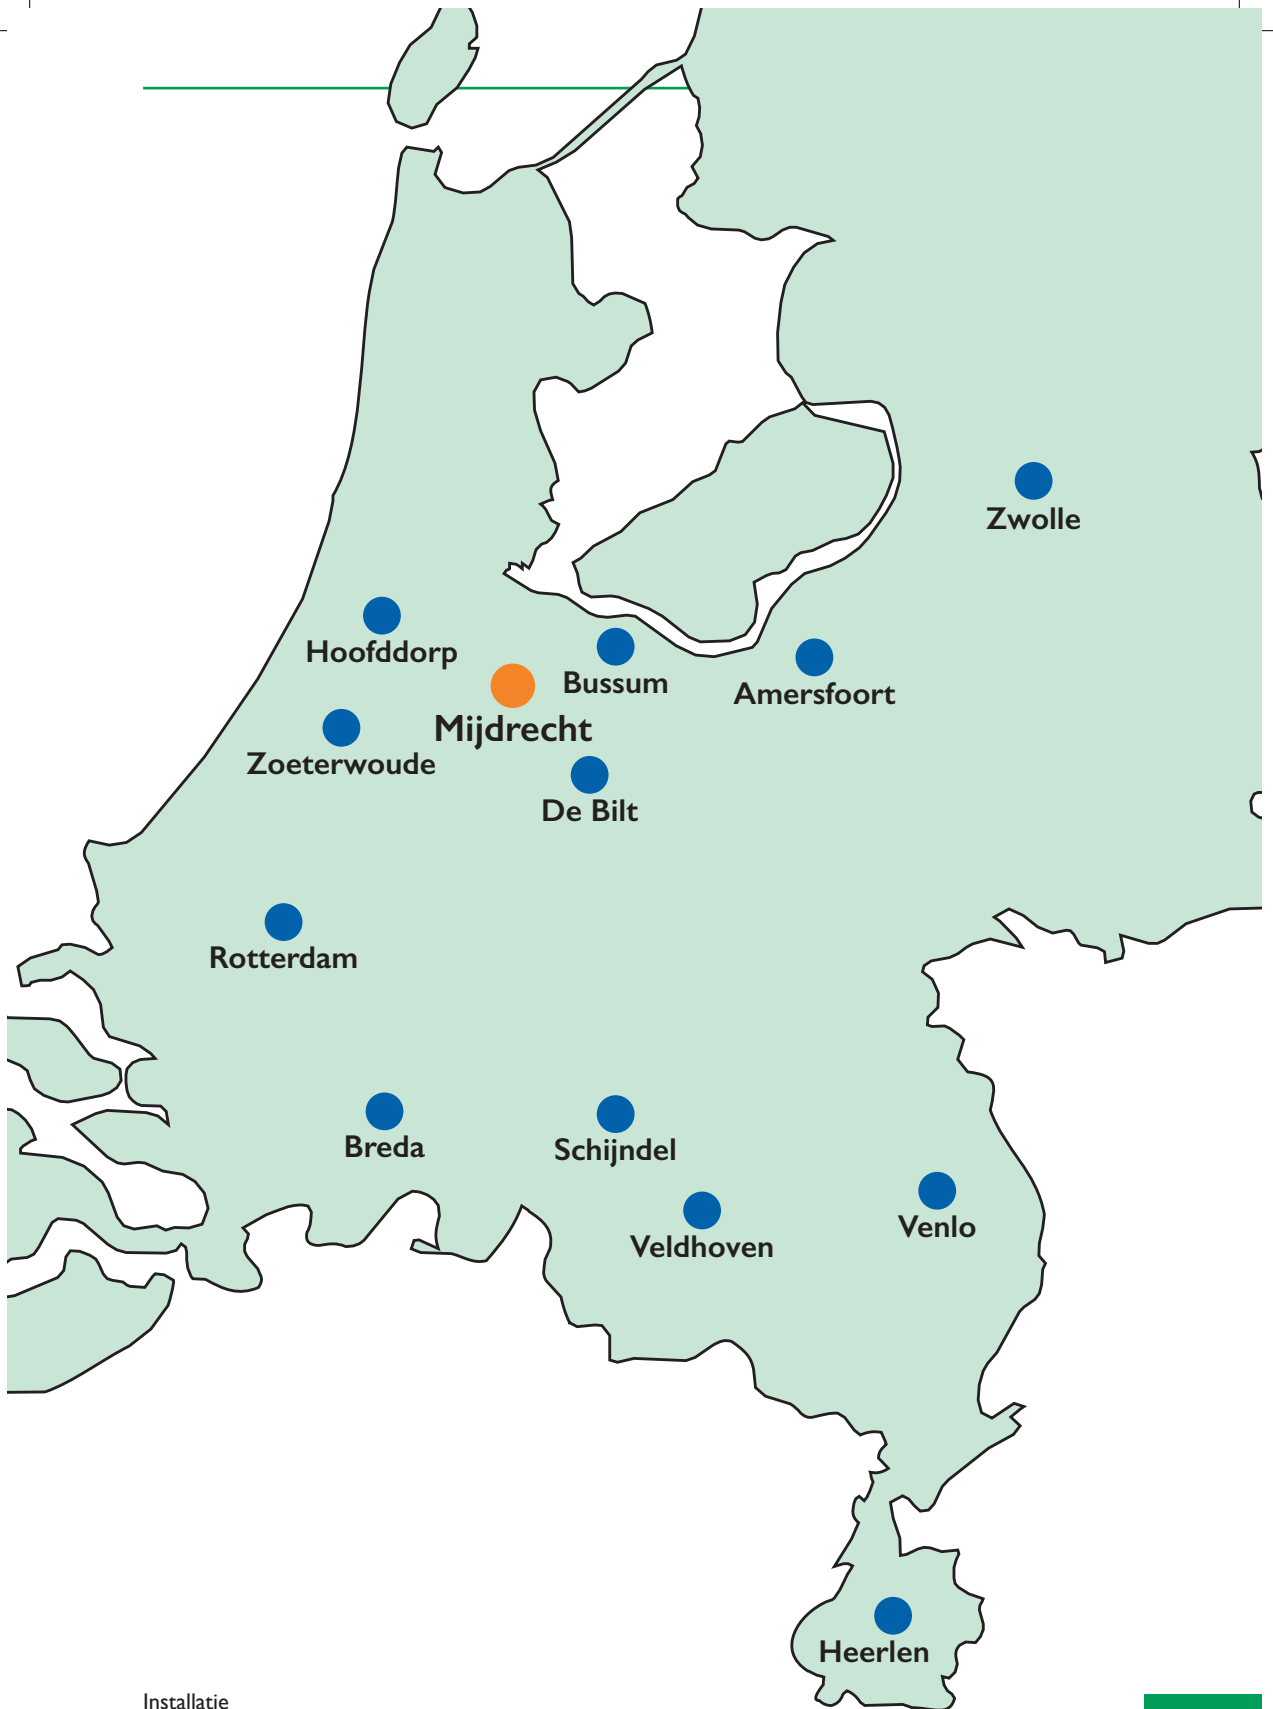 Zwolle
Hoofddorp
Bussum
Amersfoort
Mijdrecht
Zoeterwoude
De Bilt
Rotterdam
Breda
Schijndel
Venlo
Veldhoven
Heerlen
Installatie